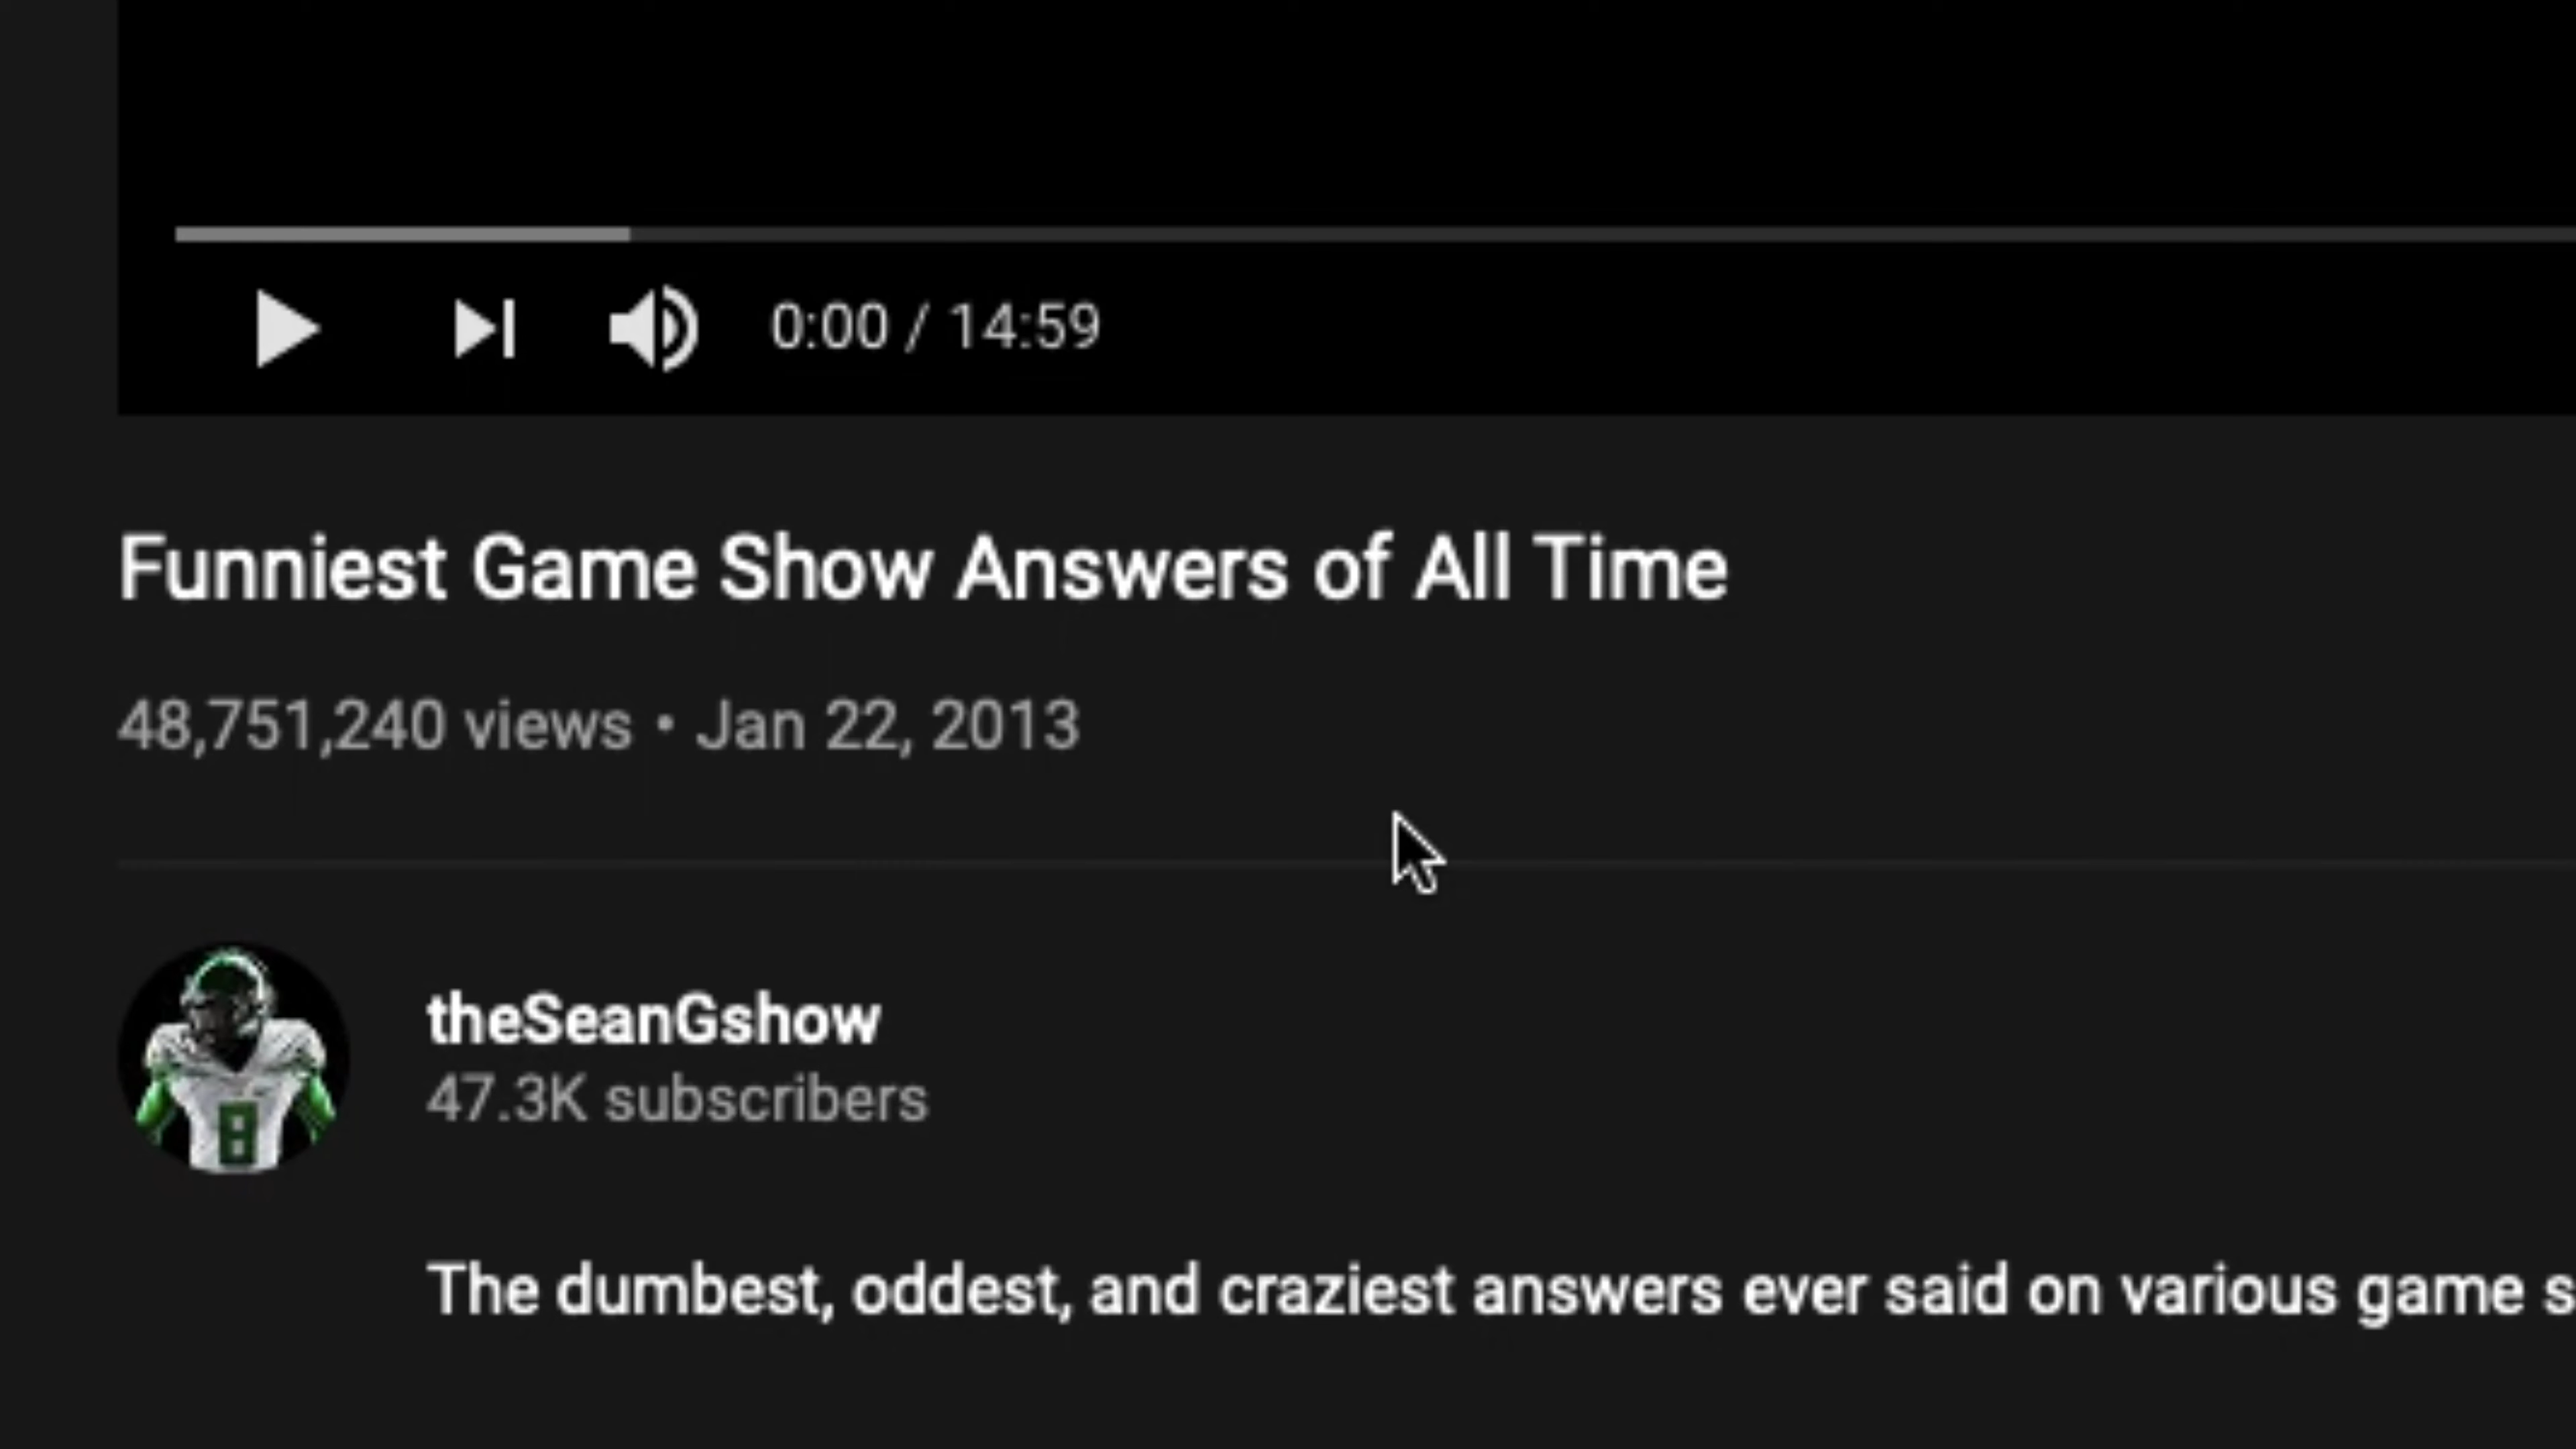 0:00 / 14:59
Funniest Game Show Answers of All Time
48,751,240 views • Jan 22, 2013
theSeanGshow
47.3K subscribers
8
The dumbest, oddest, and craziest answers ever said on various game s